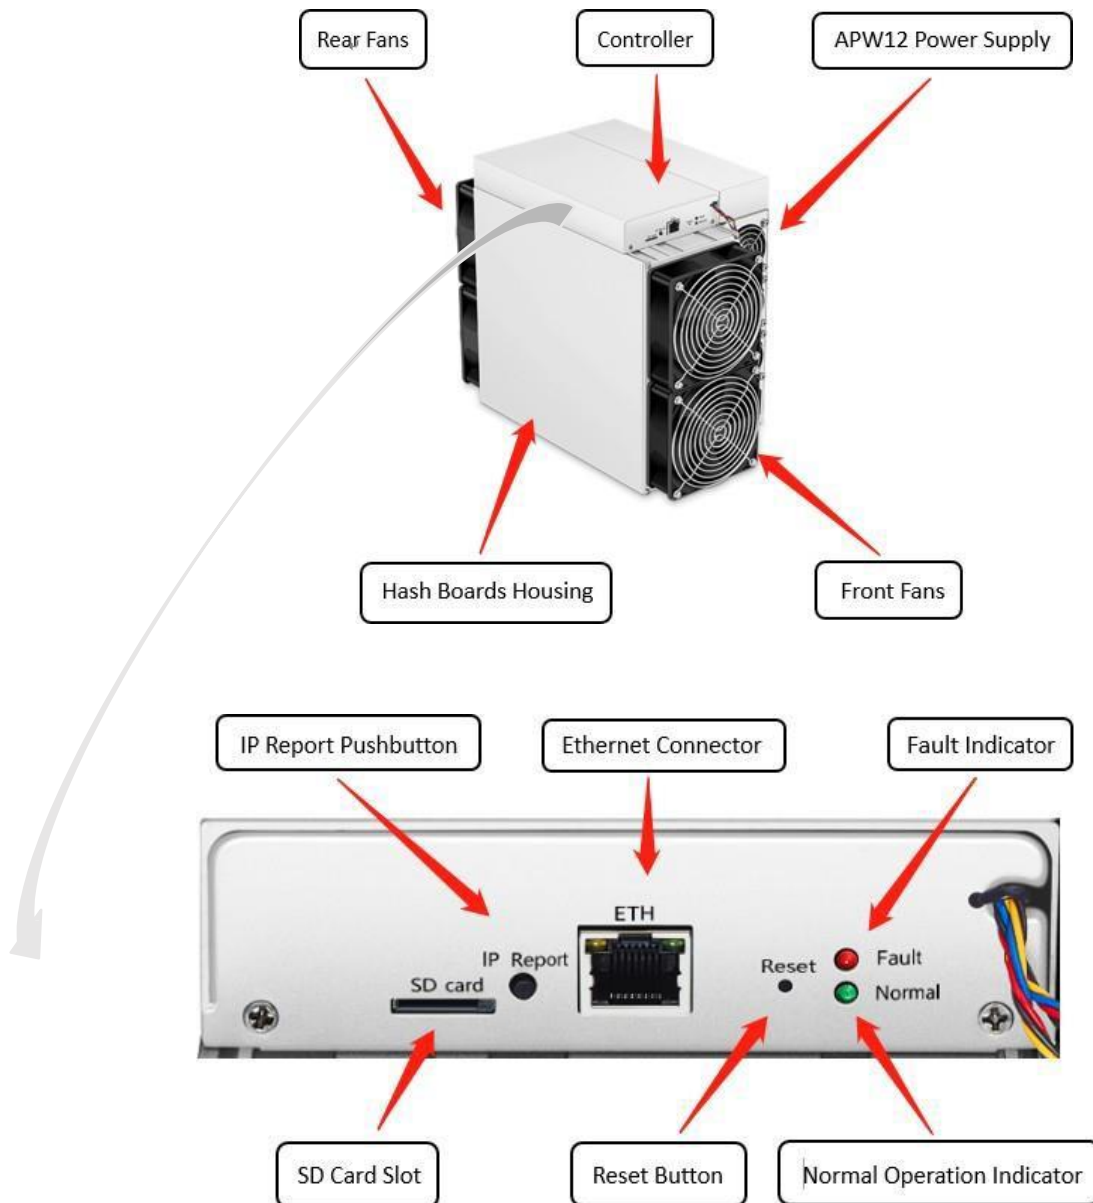 Rear Fans
Controller
APW12 Power Supply
Hash Boards Housing
Front Fans
IP Report Pushbutton
Ethernet Connector
Fault Indicator
ETH
IP Report
SD card
Reset
Fault
Normal
SD Card Slot
Reset Button
Normal Operation Indicator